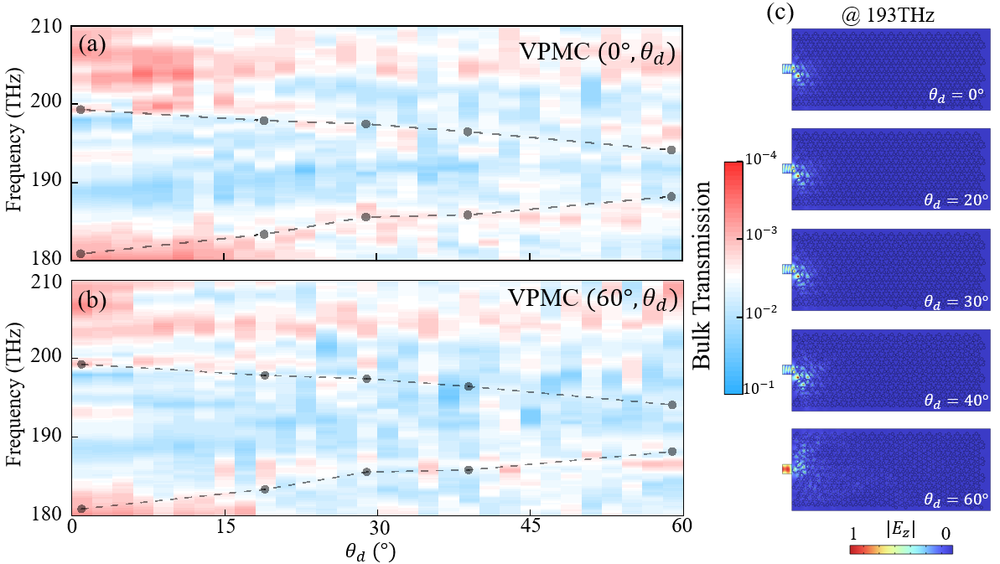 (a)
VPMC (0°, θd)
210
200
190
180
Frequency (THz)
(b)
VPMC (60°, θd)
210
200
190
180
Frequency (THz)
0 15 30 45 60
θd (°)
10−4
10−3
10−2
10−1
Bulk Transmission
(c)
@ 193THz
θd = 0°
θd = 20°
θd = 30°
θd = 40°
θd = 60°
1 |Ez| 0